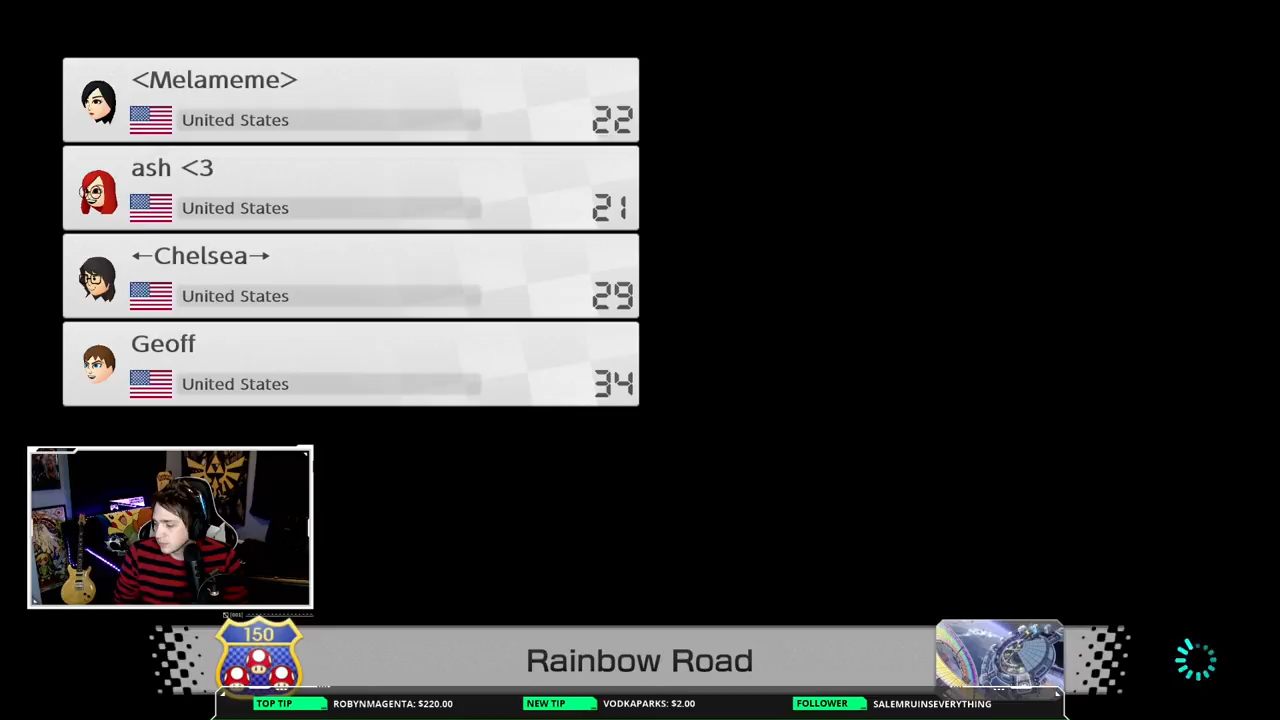 <Melameme>
United States
22
ash <3
United States
21
←Chelsea→
United States
29
Geoff
United States
34
150
Rainbow Road
TOP TIP
ROBYNMAGENTA: $220.00
NEW TIP
VODKAPARKS: $2.00
FOLLOWER
SALEMRUINSEVERYTHING